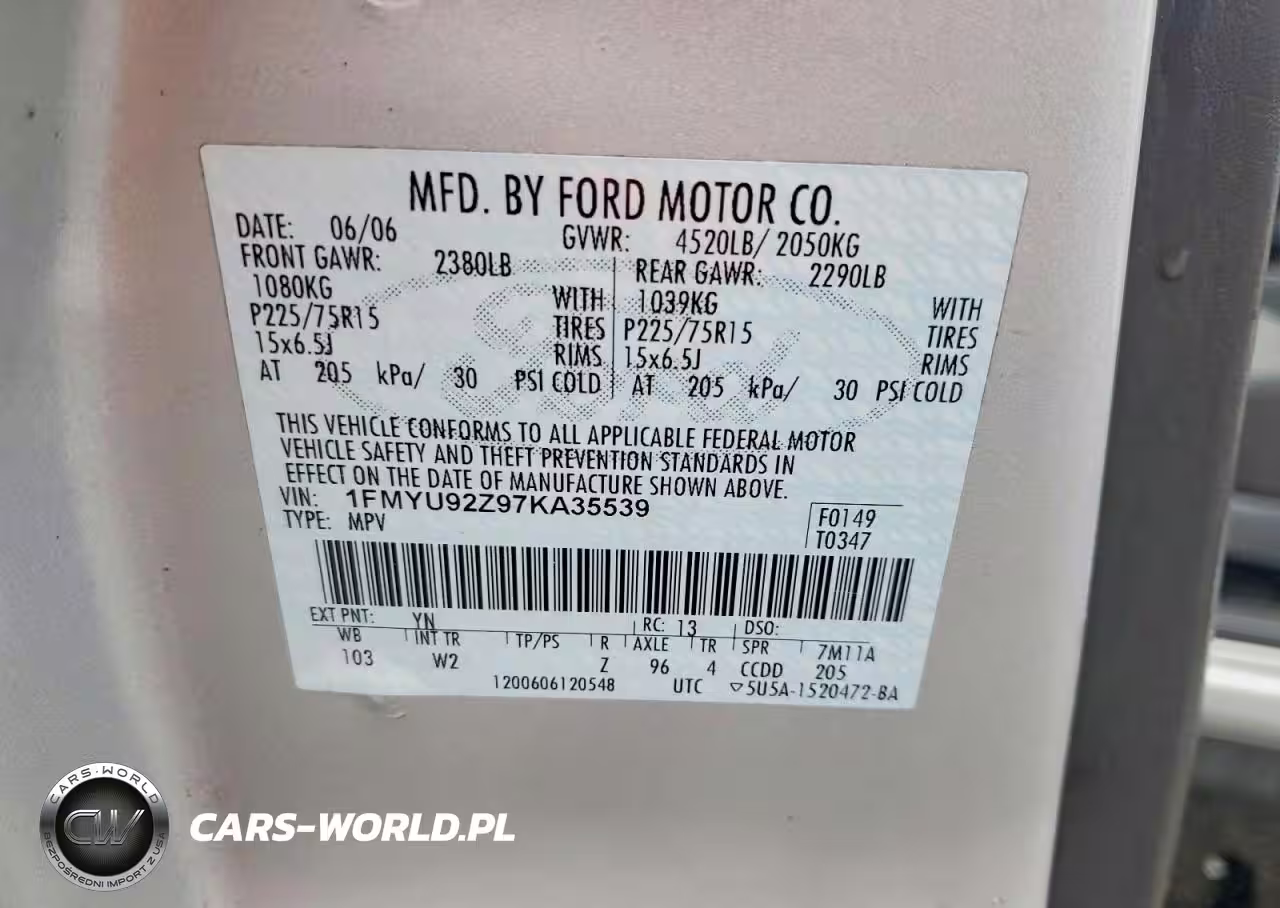 MFD. BY FORD MOTOR CO.
DATE: 06/06 GVWR: 4520LB/ 2050KG
FRONT GAWR: 2380LB REAR GAWR: 2290LB
1080KG WITH 1039KG WITH
P225/75R15 TIRES P225/75R15 TIRES
15x6.5J RIMS 15x6.5J RIMS
AT 205 kPa/ 30 PSI COLD AT 205 kPa/ 30 PSI COLD
THIS VEHICLE CONFORMS TO ALL APPLICABLE FEDERAL MOTOR
VEHICLE SAFETY AND THEFT PREVENTION STANDARDS IN
EFFECT ON THE DATE OF MANUFACTURE SHOWN ABOVE.
VIN: 1FMYU92Z97KA35539
TYPE: MPV F0149
T0347
EXT PNT: YN RC: 13 DSO:
WB INT TR TP/PS R AXLE TR SPR 7M11A
103 W2 Z 96 4 CCDD 205
1200606120548 UTC ▽5U5A-1520472-BA
Ford
CARS-WORLD
CW
BEZPOŚREDNI IMPORT Z USA
CARS-WORLD.PL